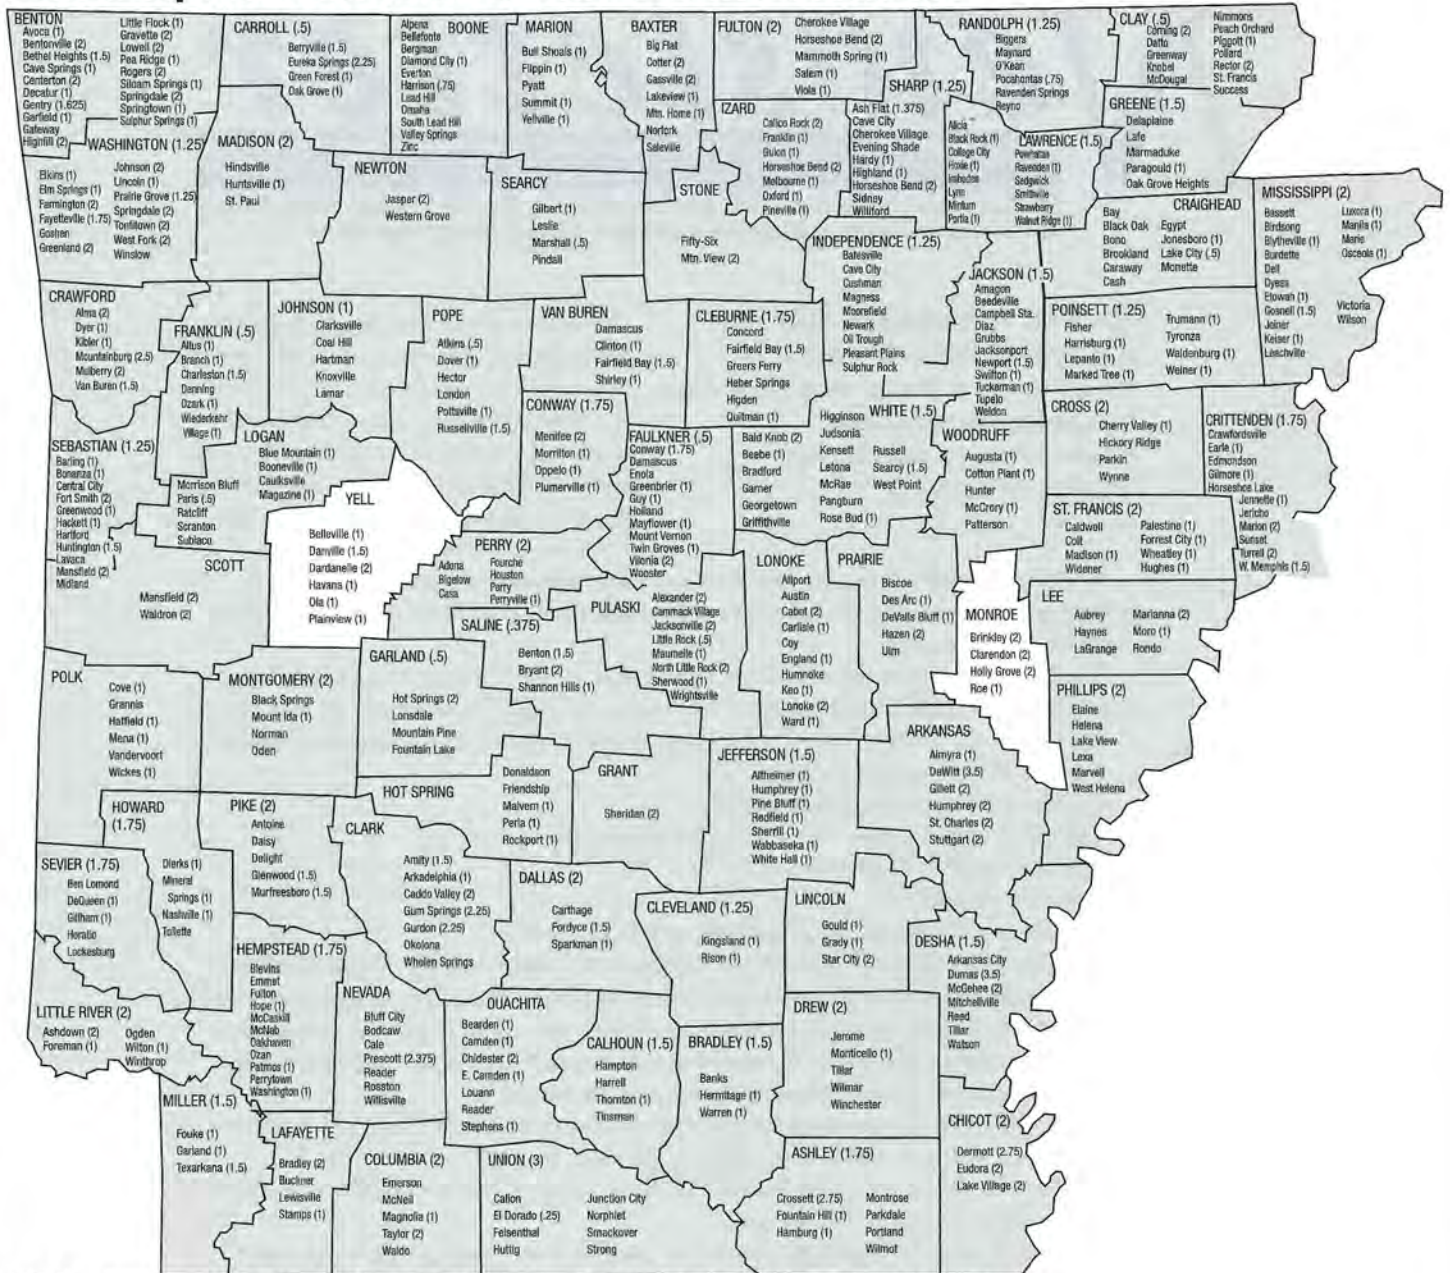 BENTON
Avoca (1)
Bentonville (2)
Bethel Heights (1.5)
Cave Springs (1)
Centerton (2)
Decatur (1)
Gentry (1.625)
Garfield (1)
Gateway
Highfill (2)
Little Flock (1)
Gravette (2)
Lowell (2)
Pea Ridge (1)
Rogers (2)
Siloam Springs (1)
Springdale (2)
Springtown (1)
Sulphur Springs (1)
CARROLL (.5)
Berryville (1.5)
Eureka Springs (2.25)
Green Forest (1)
Oak Grove (1)
BOONE
Alpena
Bellefonte
Bergman
Diamond City (1)
Everton
Harrison (.75)
Lead Hill
Omaha
South Lead Hill
Valley Springs
Zinc
MARION
Bull Shoals (1)
Flippin (1)
Pyatt
Summit (1)
Yellville (1)
BAXTER
Big Flat
Cotter (2)
Gassville (2)
Lakeview (1)
Mtn. Home (1)
Norfork
Saleville
FULTON (2)
Cherokee Village
Horseshoe Bend (2)
Mammoth Spring (1)
Salem (1)
Viola (1)
SHARP (1.25)
Ash Flat (1.375)
Cave City
Cherokee Village
Evening Shade
Hardy (1)
Highland (1)
Horseshoe Bend (2)
Sidney
Williford
RANDOLPH (1.25)
Biggers
Maynard
O'Kean
Pocahontas (.75)
Ravenden Springs
Reyno
CLAY (.5)
Corning (2)
Datto
Greenway
Knobel
McDougal
Nimmons
Peach Orchard
Piggott (1)
Pollard
Rector (2)
St. Francis
Success
GREENE (1.5)
Delaplaine
Lafe
Marmaduke
Paragould (1)
Oak Grove Heights
WASHINGTON (1.25)
Elkins (1)
Elm Springs (1)
Farmington (2)
Fayetteville (1.75)
Goshen
Greenland (2)
Johnson (2)
Lincoln (1)
Prairie Grove (1.25)
Springdale (2)
Tontitown (2)
West Fork (2)
Winslow
MADISON (2)
Hindsville
Huntsville (1)
St. Paul
NEWTON
Jasper (2)
Western Grove
SEARCY
Gilbert (1)
Leslie
Marshall (.5)
Pindall
STONE
Fifty-Six
Mtn. View (2)
IZARD
Calico Rock (2)
Franklin (1)
Guion (1)
Horseshoe Bend (2)
Melbourne (1)
Oxford (1)
Pineville (1)
LAWRENCE (1.5)
Alicia
Black Rock (1)
College City
Hoxie (1)
Imboden
Lynn
Minturn
Portia (1)
Powhatan
Ravenden (1)
Sedgwick
Smithville
Strawberry
Walnut Ridge (1)
CRAIGHEAD
Bay
Black Oak
Bono
Brookland
Caraway
Cash
Egypt
Jonesboro (1)
Lake City (.5)
Monette
MISSISSIPPI (2)
Bassett
Birdsong
Blytheville (1)
Burdette
Dell
Dyess
Etowah (1)
Gosnell (1.5)
Joiner
Keiser (1)
Leachville
Luxora (1)
Manila (1)
Marie
Osceola (1)
Victoria
Wilson
INDEPENDENCE (1.25)
Batesville
Cave City
Cushman
Magness
Moorefield
Newark
Oil Trough
Pleasant Plains
Sulphur Rock
JACKSON (1.5)
Amagon
Beedeville
Campbell Sta.
Diaz
Grubbs
Jacksonport
Newport (1.5)
Swifton (1)
Tuckerman (1)
Tupelo
Weldon
POINSETT (1.25)
Fisher
Harrisburg (1)
Lepanto (1)
Marked Tree (1)
Trumann (1)
Tyronza
Waldenburg (1)
Weiner (1)
CRAWFORD
Alma (2)
Dyer (1)
Kibler (1)
Mountainburg (2.5)
Mulberry (2)
Van Buren (1.5)
FRANKLIN (.5)
Altus (1)
Branch (1)
Charleston (1.5)
Denning
Ozark (1)
Wiederkehr
Village (1)
JOHNSON (1)
Clarksville
Coal Hill
Hartman
Knoxville
Lamar
POPE
Atkins (.5)
Dover (1)
Hector
London
Pottsville (1)
Russellville (1.5)
VAN BUREN
Damascus
Clinton (1)
Fairfield Bay (1.5)
Shirley (1)
CLEBURNE (1.75)
Concord
Fairfield Bay (1.5)
Greers Ferry
Heber Springs
Higden
Quitman (1)
CONWAY (1.75)
Menifee (2)
Morrilton (1)
Oppelo (1)
Plumerville (1)
FAULKNER (.5)
Conway (1.75)
Damascus
Enola
Greenbrier (1)
Guy (1)
Holland
Mayflower (1)
Mount Vernon
Twin Groves (1)
Vilonia (2)
Wooster
WHITE (1.5)
Bald Knob (2)
Beebe (1)
Bradford
Garner
Georgetown
Griffithville
Higginson
Judsonia
Kensett
Letona
McRae
Pangburn
Rose Bud (1)
Russell
Searcy (1.5)
West Point
WOODRUFF
Augusta (1)
Cotton Plant (1)
Hunter
McCrory (1)
Patterson
CROSS (2)
Cherry Valley (1)
Hickory Ridge
Parkin
Wynne
CRITTENDEN (1.75)
Crawfordsville
Earle (1)
Edmondson
Gilmore (1)
Horseshoe Lake
Jennette (1)
Jericho
Marion (2)
Sunset
Turrell (2)
W. Memphis (1.5)
ST. FRANCIS (2)
Caldwell
Colt
Madison (1)
Widener
Palestine (1)
Forrest City (1)
Wheatley (1)
Hughes (1)
SEBASTIAN (1.25)
Barling (1)
Bonanza (1)
Central City
Fort Smith (2)
Greenwood (1)
Hackett (1)
Hartford
Huntington (1.5)
Lavaca
Mansfield (2)
Midland
LOGAN
Blue Mountain (1)
Booneville (1)
Caulksville
Magazine (1)
Morrison Bluff
Paris (.5)
Ratcliff
Scranton
Subiaco
YELL
Belleville (1)
Danville (1.5)
Dardanelle (2)
Havana (1)
Ola (1)
Plainview (1)
SCOTT
Mansfield (2)
Waldron (2)
PERRY (2)
Adona
Bigelow
Casa
Fourche
Houston
Perry
Perryville (1)
PULASKI
Alexander (2)
Cammack Village
Jacksonville (2)
Little Rock (.5)
Maumelle (1)
North Little Rock (2)
Sherwood (1)
Wrightsville
LONOKE
Allport
Austin
Cabot (2)
Carlisle (1)
Coy
England (1)
Humnoke
Keo (1)
Lonoke (2)
Ward (1)
PRAIRIE
Biscoe
Des Arc (1)
DeValls Bluff (1)
Hazen (2)
Ulm
MONROE
Brinkley (2)
Clarendon (2)
Holly Grove (2)
Roe (1)
LEE
Aubrey
Haynes
LaGrange
Marianna (2)
Moro (1)
Rondo
SALINE (.375)
Benton (1.5)
Bryant (2)
Shannon Hills (1)
GARLAND (.5)
Hot Springs (2)
Lonsdale
Mountain Pine
Fountain Lake
POLK
Cove (1)
Grannis
Hatfield (1)
Mena (1)
Vandervoort
Wickes (1)
MONTGOMERY (2)
Black Springs
Mount Ida (1)
Norman
Oden
PHILLIPS (2)
Elaine
Helena
Lake View
Lexa
Marvell
West Helena
ARKANSAS
Almyra (1)
DeWitt (3.5)
Gillett (2)
Humphrey (2)
St. Charles (2)
Stuttgart (2)
JEFFERSON (1.5)
Altheimer (1)
Humphrey (1)
Pine Bluff (1)
Redfield (1)
Sherrill (1)
Wabbaseka (1)
White Hall (1)
GRANT
Sheridan (2)
HOT SPRING
Donaldson
Friendship
Malvern (1)
Perla (1)
Rockport (1)
HOWARD
(1.75)
Dierks (1)
Mineral
Springs (1)
Nashville (1)
Tollette
PIKE (2)
Antoine
Daisy
Delight
Glenwood (1.5)
Murfreesboro (1.5)
CLARK
Amity (1.5)
Arkadelphia (1)
Caddo Valley (2)
Gum Springs (2.25)
Gurdon (2.25)
Okolona
Whelen Springs
DALLAS (2)
Carthage
Fordyce (1.5)
Sparkman (1)
CLEVELAND (1.25)
Kingsland (1)
Rison (1)
LINCOLN
Gould (1)
Grady (1)
Star City (2)
DESHA (1.5)
Arkansas City
Dumas (3.5)
McGehee (2)
Mitchellville
Reed
Tillar
Watson
SEVIER (1.75)
Ben Lomond
DeQueen (1)
Gillham (1)
Horatio
Lockesburg
LITTLE RIVER (2)
Ashdown (2)
Foreman (1)
Ogden
Wilton (1)
Winthrop
HEMPSTEAD (1.75)
Blevins
Emmet
Fulton
Hope (1)
McCaskill
McNab
Oakhaven
Ozan
Patmos (1)
Perrytown
Washington (1)
NEVADA
Bluff City
Bodcaw
Cale
Prescott (2.375)
Reader
Rosston
Willisville
OUACHITA
Bearden (1)
Camden (1)
Chidester (2)
E. Camden (1)
Louann
Reader
Stephens (1)
CALHOUN (1.5)
Hampton
Harrell
Thornton (1)
Tinsman
BRADLEY (1.5)
Banks
Hermitage (1)
Warren (1)
DREW (2)
Jerome
Monticello (1)
Tillar
Wilmar
Winchester
MILLER (1.5)
Fouke (1)
Garland (1)
Texarkana (1.5)
LAFAYETTE
Bradley (2)
Buckner
Lewisville
Stamps (1)
COLUMBIA (2)
Emerson
McNeil
Magnolia (1)
Taylor (2)
Waldo
UNION (3)
Calion
El Dorado (.25)
Felsenthal
Huttig
Junction City
Norphlet
Smackover
Strong
ASHLEY (1.75)
Crossett (2.75)
Fountain Hill (1)
Hamburg (1)
Montrose
Parkdale
Portland
Wilmot
CHICOT (2)
Dermott (2.75)
Eudora (2)
Lake Village (2)